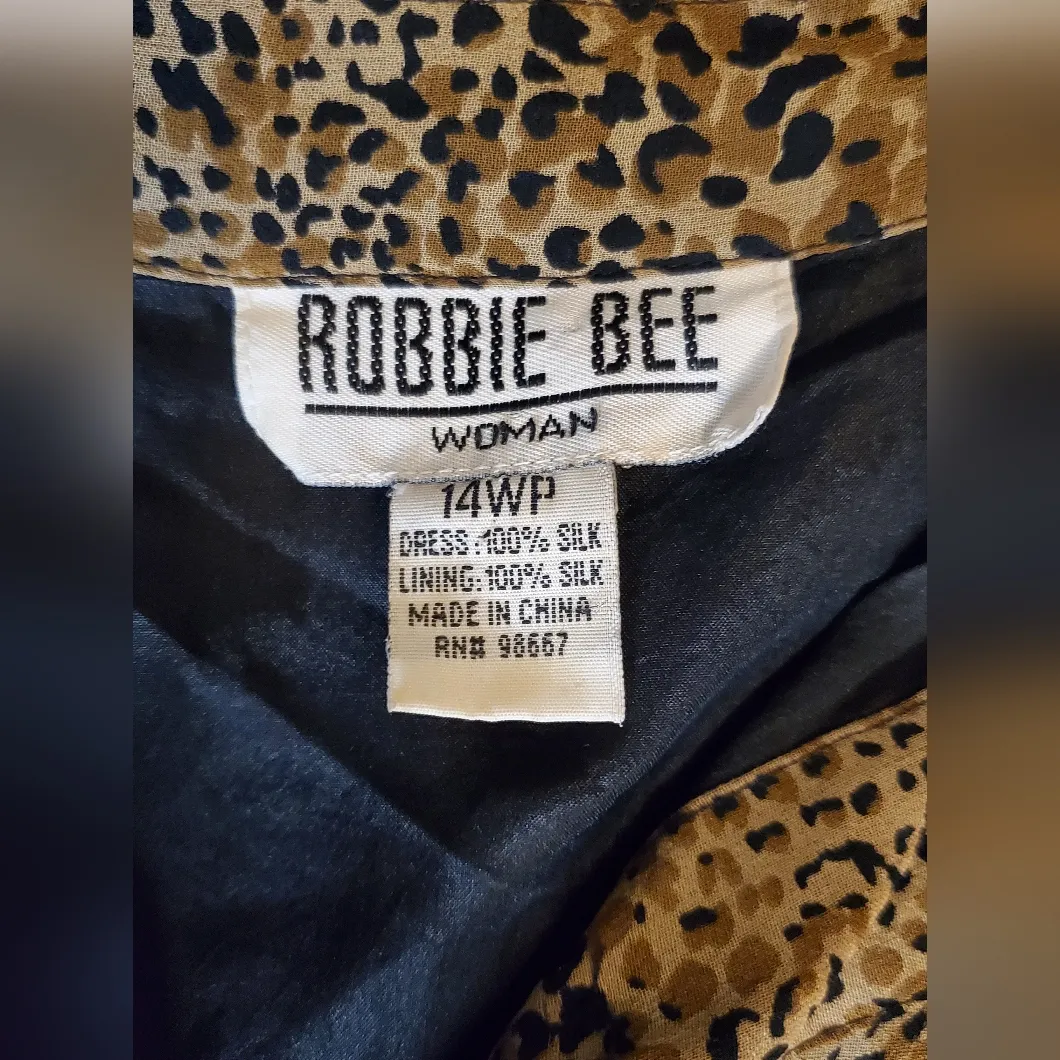 ROBBIE BEE
WOMAN
14WP
DRESS:100% SILK
LINING:100% SILK
MADE IN CHINA
RN# 98667